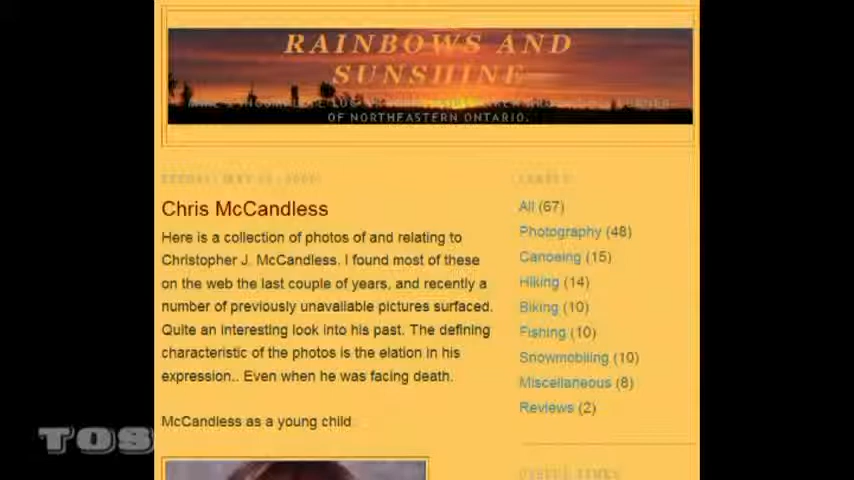 RAINBOWS AND
SUNSHINE
OF NORTHEASTERN ONTARIO.
Chris McCandless
Here is a collection of photos of and relating to
Christopher J. McCandless. I found most of these
on the web the last couple of years, and recently a
number of previously unavailable pictures surfaced.
Quite an interesting look into his past. The defining
characteristic of the photos is the elation in his
expression.. Even when he was facing death.
McCandless as a young child
LABELS
All (67)
Photography (48)
Canoeing (15)
Hiking (14)
Biking (10)
Fishing (10)
Snowmobiling (10)
Miscellaneous (8)
Reviews (2)
USEFUL LINKS
TOS